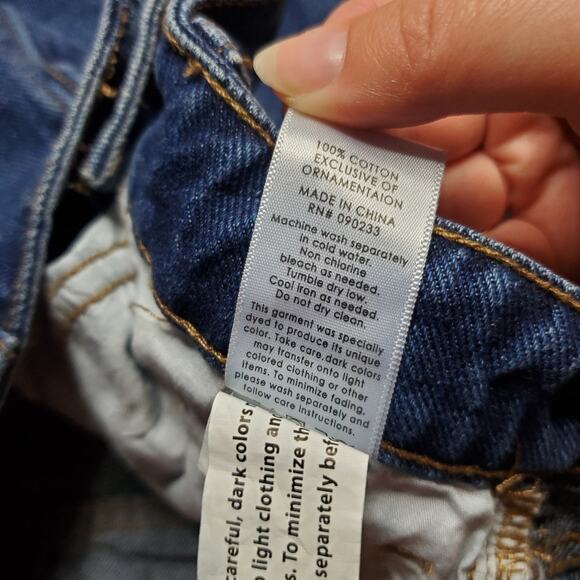 100% COTTON
EXCLUSIVE OF
ORNAMENTAION
MADE IN CHINA
RN# 090233
Machine wash separately
in cold water.
Non chlorine
bleach as needed.
Tumble dry low.
Cool iron as needed.
Do not dry clean.
This garment was specially
dyed to produce its unique
color. Take care.dark colors
may transfer onto light
colored clothing or other
items. To minimize fading.
please wash separately and
follow care instructions.
careful, dark colors
light clothing an
s. To minimize th
separately bef